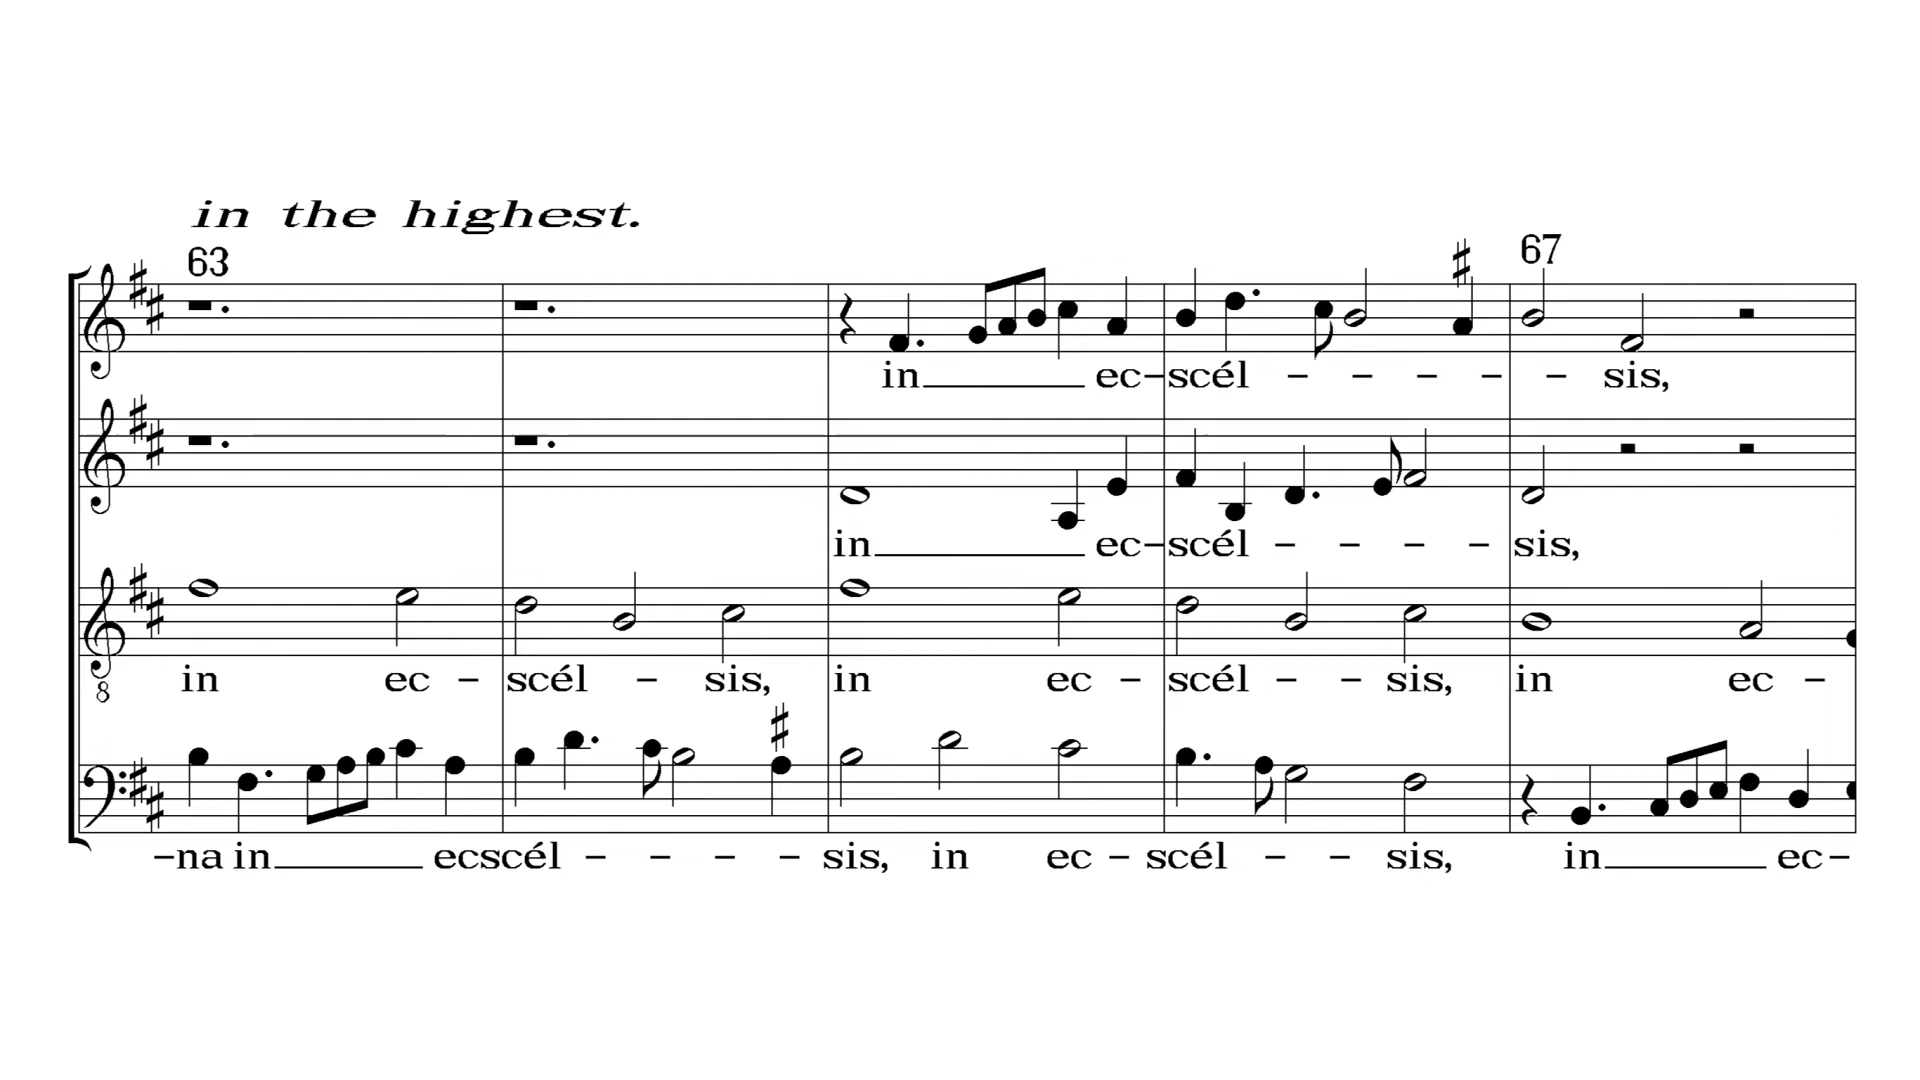 in the highest.
63 67
in ec-scél - - - - - sis,
in ec-scél - - - - sis,
8
in ec - scél - sis, in ec - scél - - sis, in ec -
-na in ecscél - - - - sis, in ec - scél - - sis, in ec-